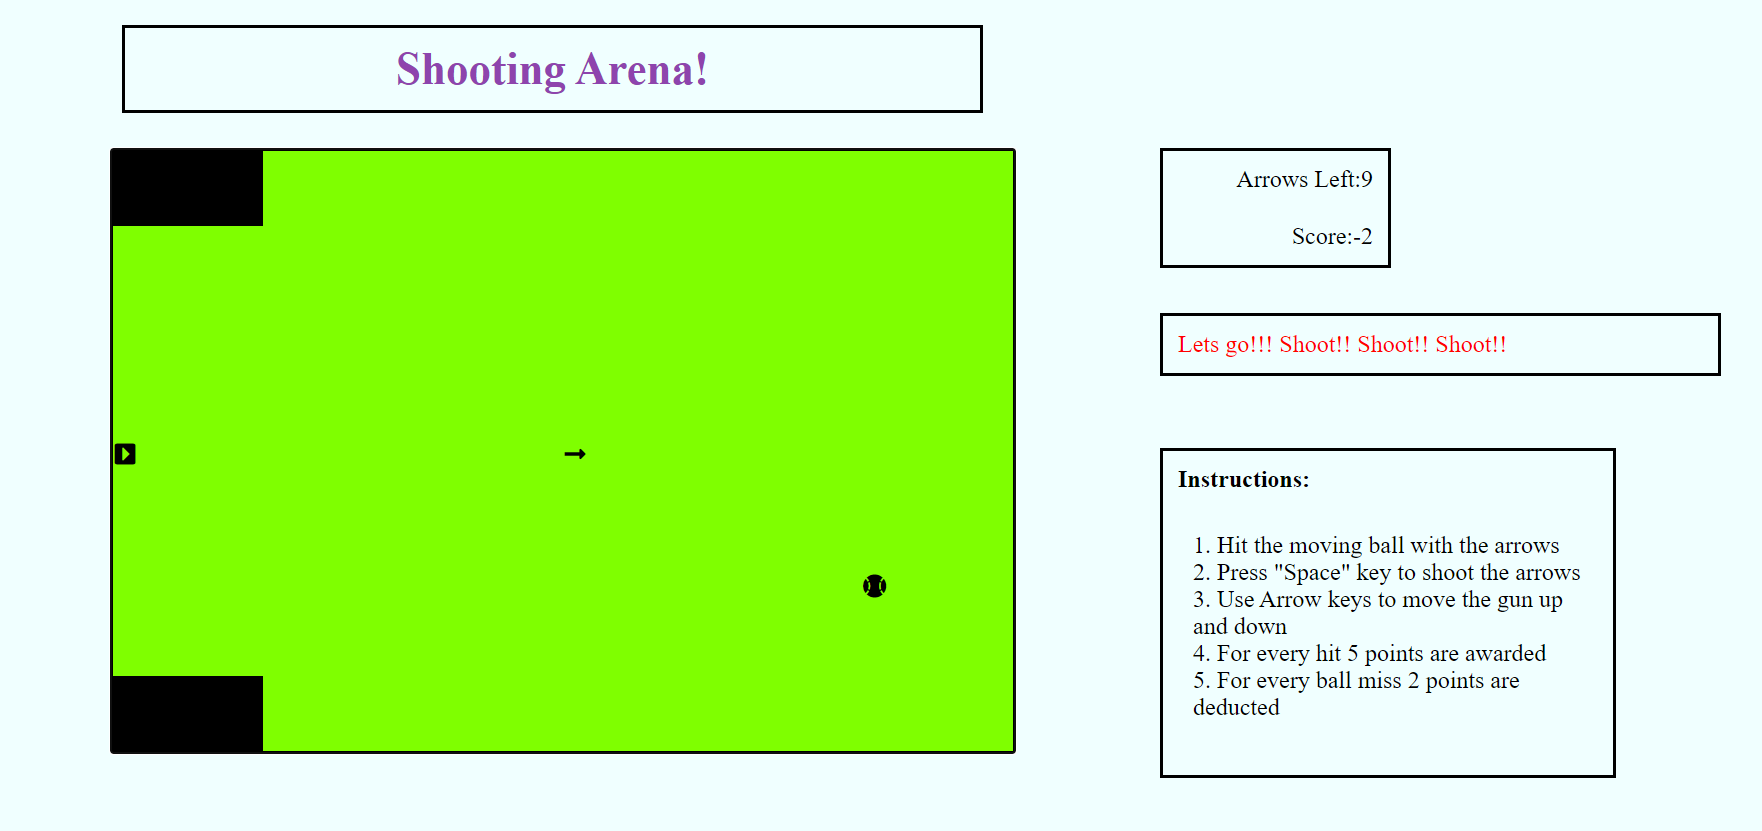 Shooting Arena!
Arrows Left:9
Score:-2
Lets go!!! Shoot!! Shoot!! Shoot!!
Instructions:
1. Hit the moving ball with the arrows
2. Press "Space" key to shoot the arrows
3. Use Arrow keys to move the gun up
and down
4. For every hit 5 points are awarded
5. For every ball miss 2 points are
deducted